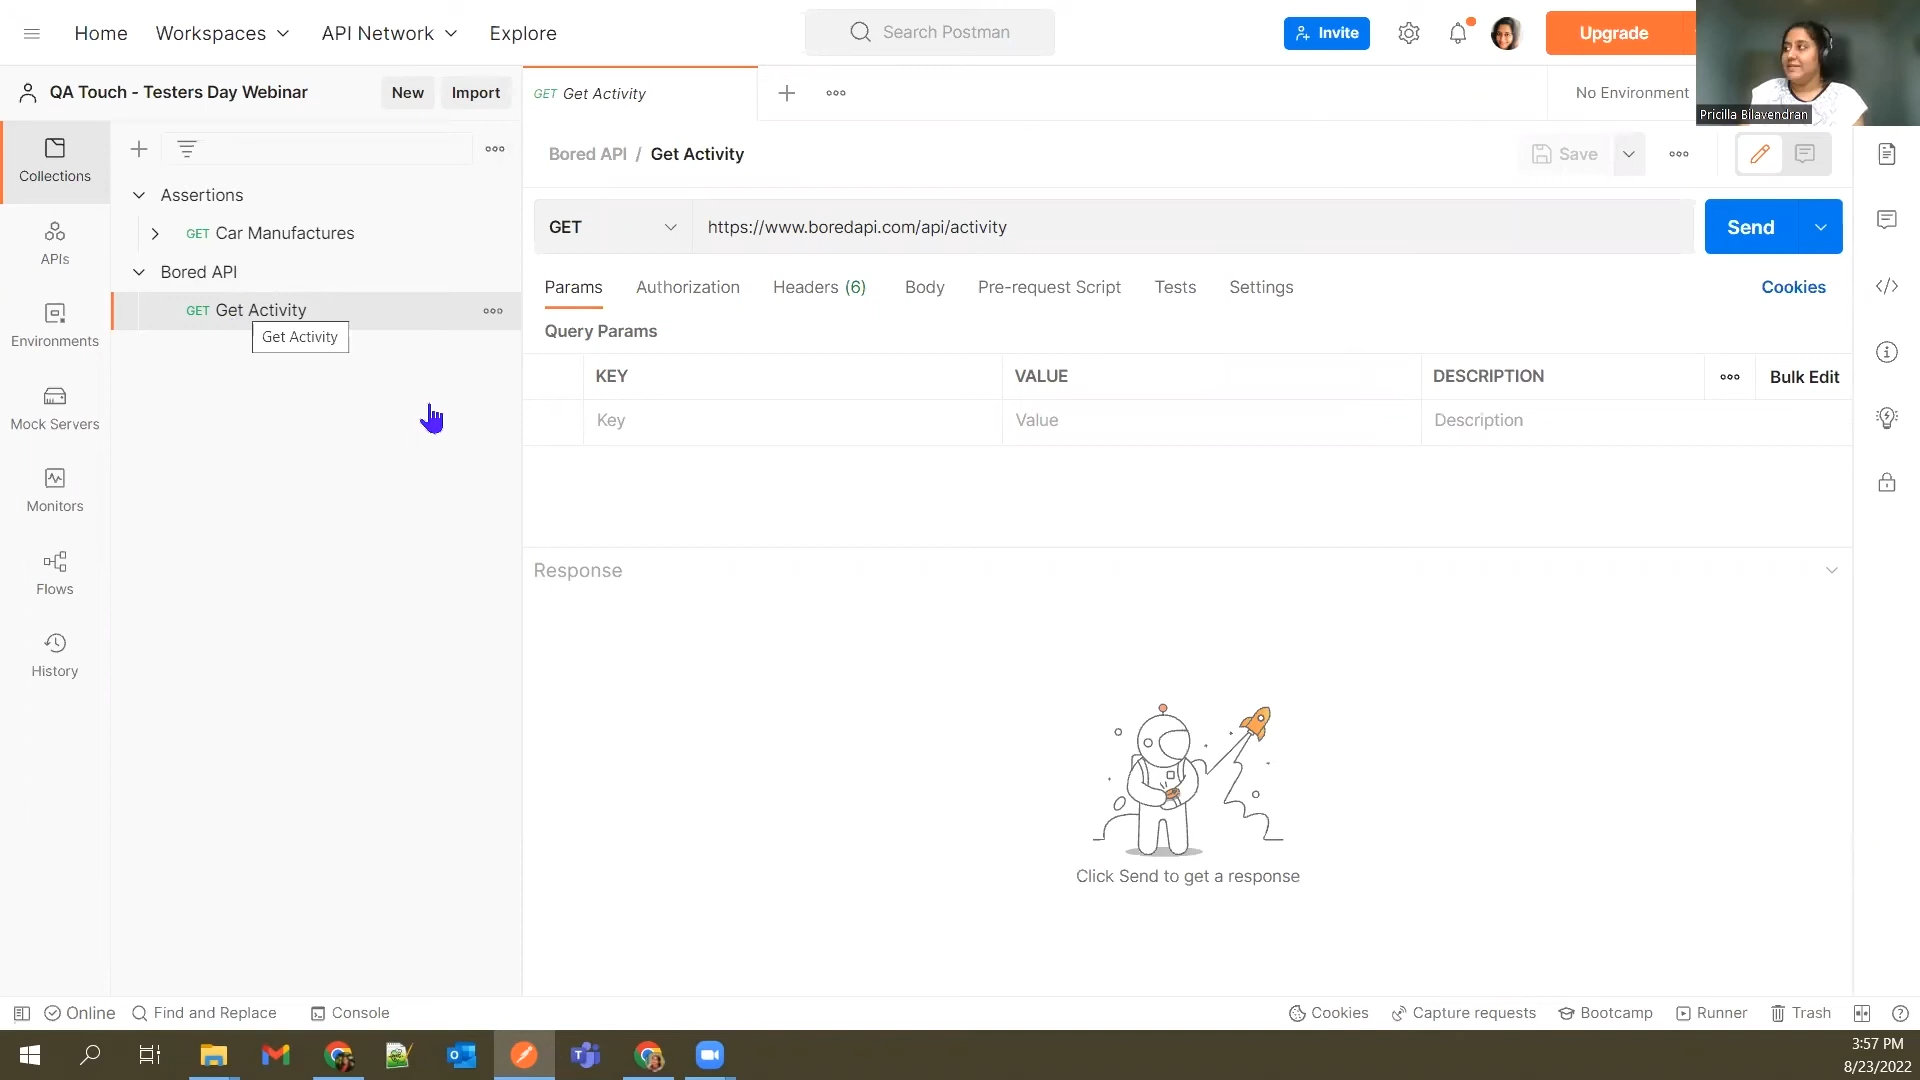 Home
Workspaces
API Network
Explore
Search Postman
Invite
Upgrade
Pricilla Bilavendran
QA Touch - Testers Day Webinar
New
Import
GET Get Activity
No Environment
Collections
APIs
Environments
Mock Servers
Monitors
Flows
History
Assertions
GET Car Manufactures
Bored API
GET Get Activity
Get Activity
Bored API / Get Activity
Save
GET
https://www.boredapi.com/api/activity
Send
Params
Authorization
Headers (6)
Body
Pre-request Script
Tests
Settings
Cookies
Query Params
KEY
VALUE
DESCRIPTION
Bulk Edit
Key
Value
Description
Response
Click Send to get a response
Online
Find and Replace
Console
Cookies
Capture requests
Bootcamp
Runner
Trash
3:57 PM
8/23/2022